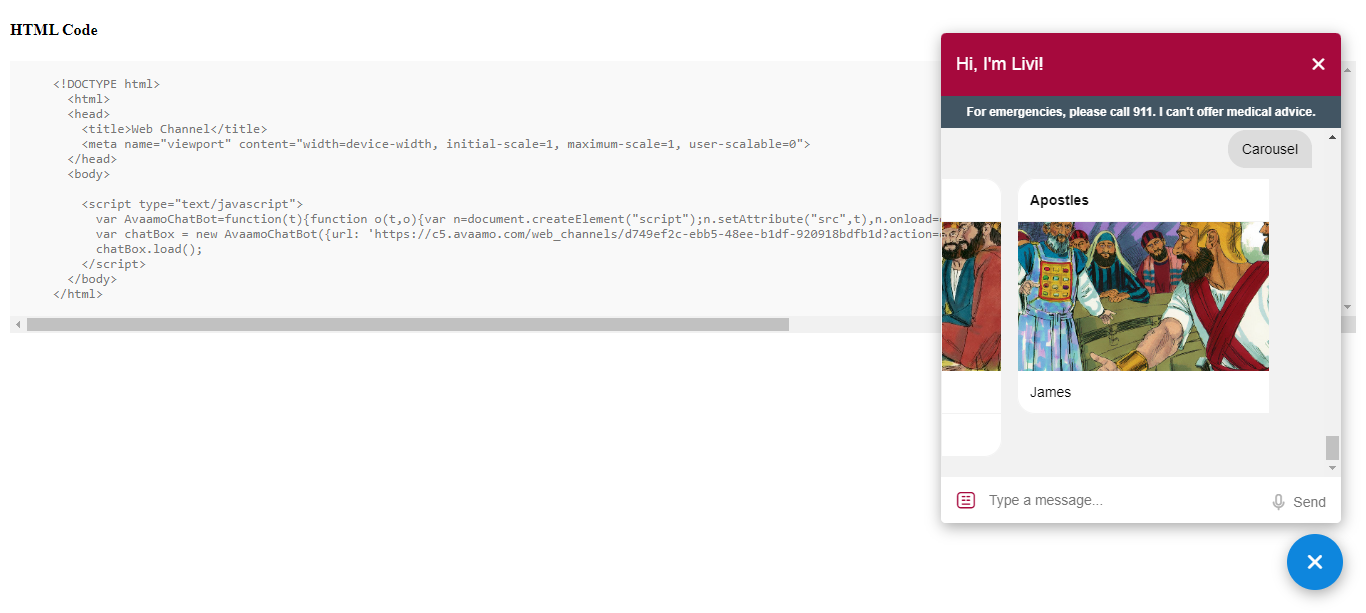 HTML Code
<!DOCTYPE html>
<html>
<head>
<title>Web Channel</title>
<meta name="viewport" content="width=device-width, initial-scale=1, maximum-scale=1, user-scalable=0">
</head>
<body>
<script type="text/javascript">
var AvaamoChatBot=function(t){function o(t,o){var n=document.createElement("script");n.setAttribute("src",t),n.onload=
var chatBox = new AvaamoChatBot({url: 'https://c5.avaamo.com/web_channels/d749ef2c-ebb5-48ee-b1df-920918bdfb1d?action=
chatBox.load();
</script>
</body>
</html>
Hi, I'm Livi!
For emergencies, please call 911. I can't offer medical advice.
Carousel
Apostles
James
Type a message...
Send